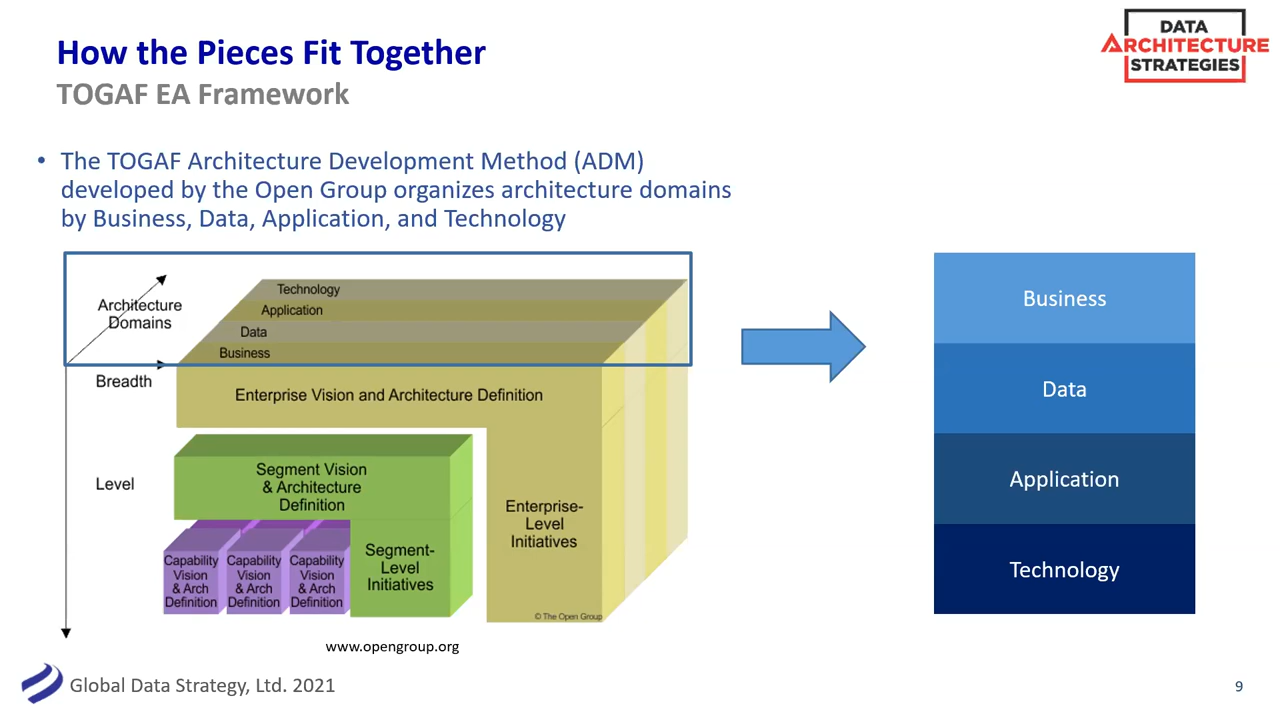 How the Pieces Fit Together
TOGAF EA Framework
DATA
ARCHITECTURE
STRATEGIES
• The TOGAF Architecture Development Method (ADM)
developed by the Open Group organizes architecture domains
by Business, Data, Application, and Technology
Architecture
Domains
Breadth
Level
Technology
Application
Data
Business
Enterprise Vision and Architecture Definition
Segment Vision
& Architecture
Definition
Enterprise-
Level
Initiatives
Segment-
Level
Initiatives
Capability
Vision
& Arch
Definition
Capability
Vision
& Arch
Definition
Capability
Vision
& Arch
Definition
© The Open Group
www.opengroup.org
Business
Data
Application
Technology
Global Data Strategy, Ltd. 2021
9